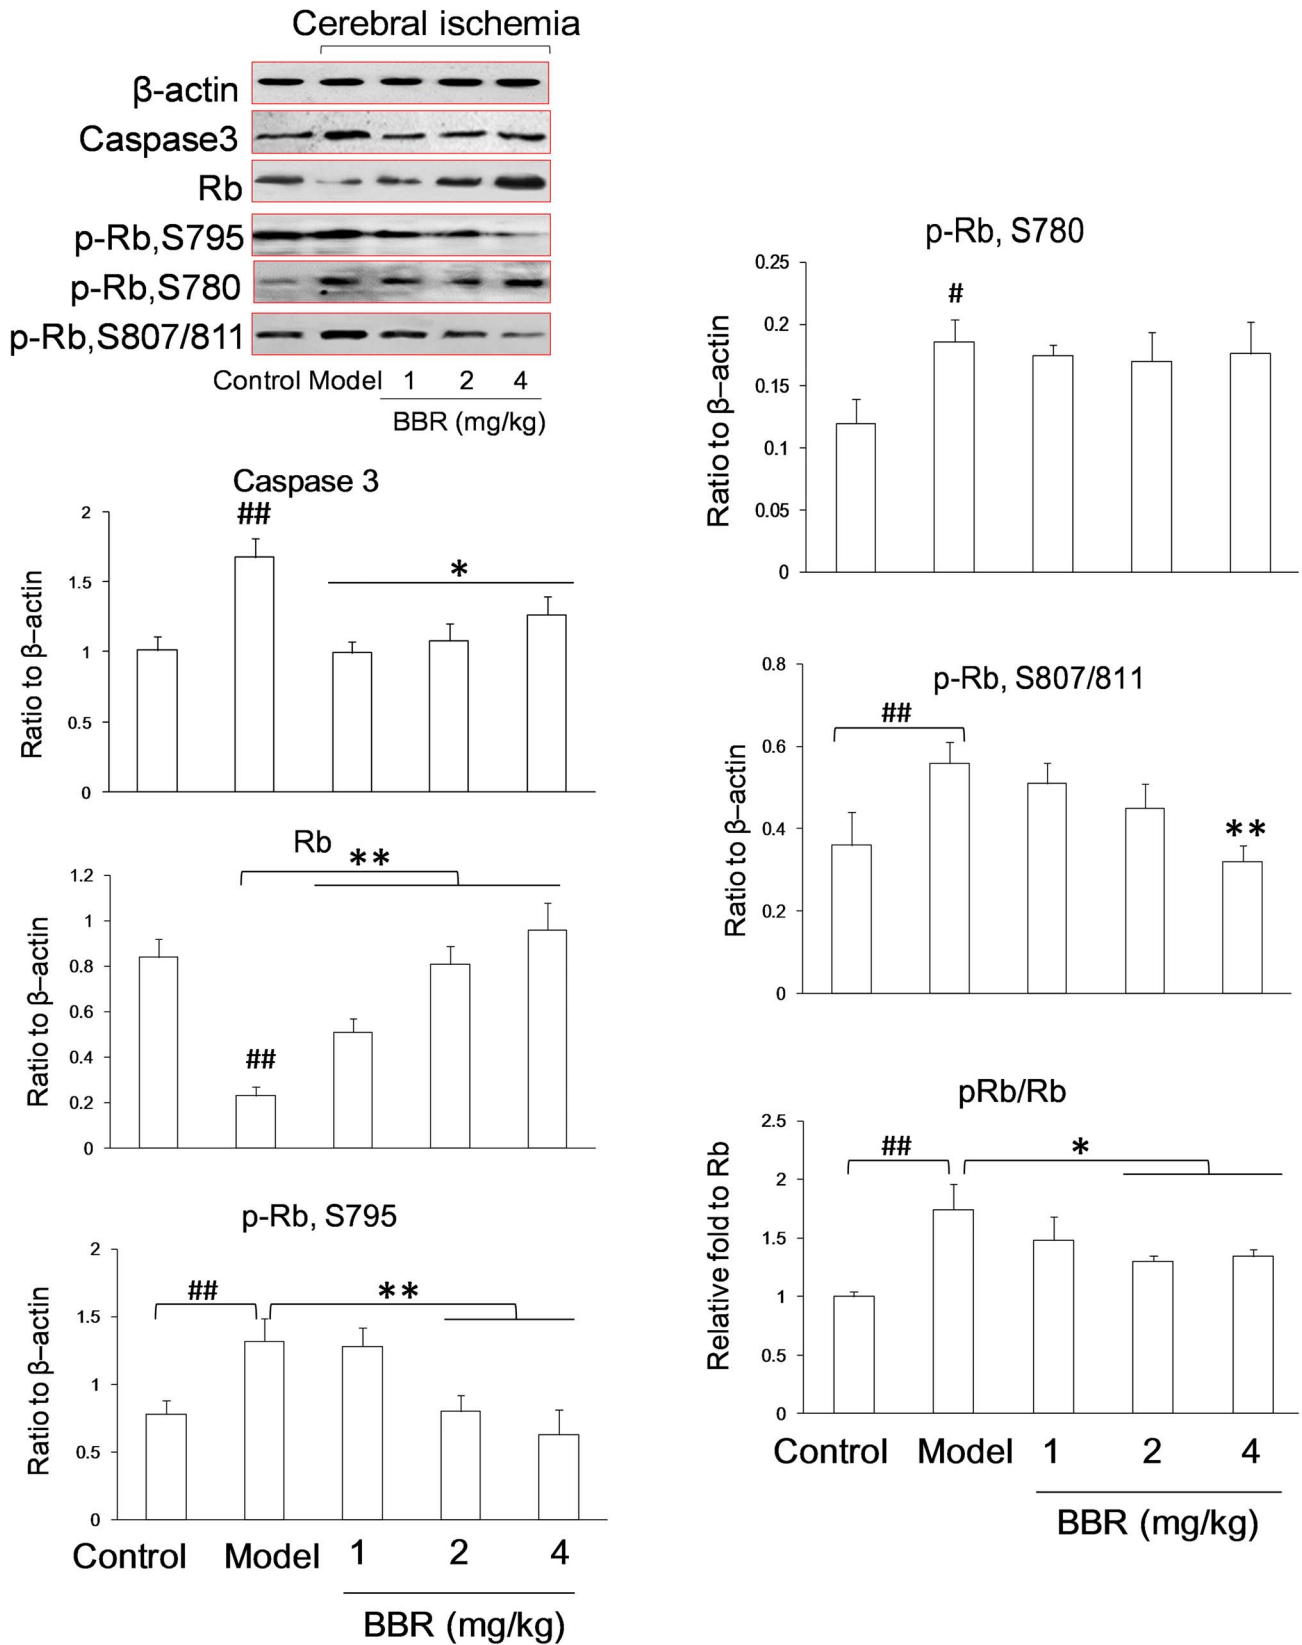 Cerebral ischemia
β-actin
Caspase3
Rb
p-Rb,S795
p-Rb,S780
p-Rb,S807/811
Control Model 1 2 4
BBR (mg/kg)
Caspase 3
##
*
Ratio to β–actin
2
1.5
1
0.5
0
Rb
**
##
Ratio to β–actin
1.2
1
0.8
0.6
0.4
0.2
0
p-Rb, S795
##
**
Ratio to β–actin
2
1.5
1
0.5
0
Control Model 1 2 4
BBR (mg/kg)
p-Rb, S780
#
Ratio to β–actin
0.25
0.2
0.15
0.1
0.05
0
p-Rb, S807/811
##
**
Ratio to β–actin
0.8
0.6
0.4
0.2
0
pRb/Rb
##
*
Relative fold to Rb
2.5
2
1.5
1
0.5
0
Control Model 1 2 4
BBR (mg/kg)